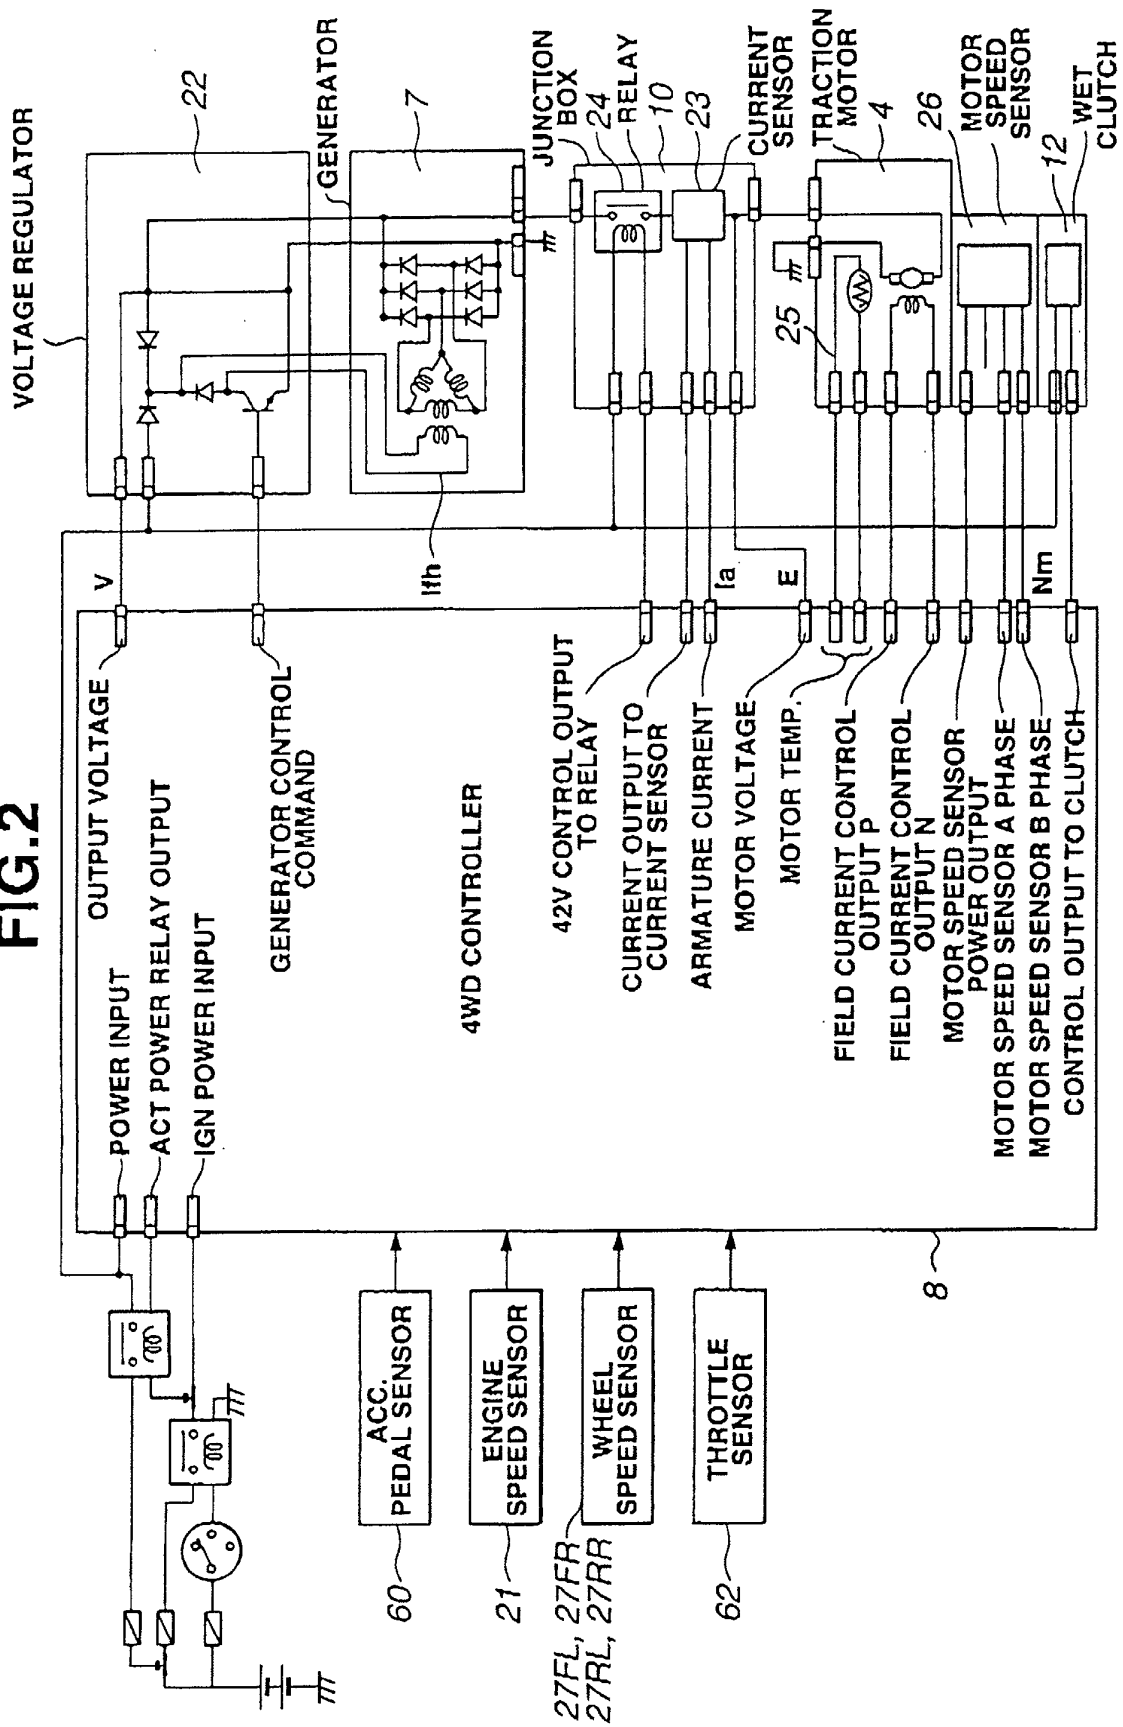 FIG.2
POWER INPUT
ACT POWER RELAY OUTPUT
IGN POWER INPUT
OUTPUT VOLTAGE
V
GENERATOR CONTROL
COMMAND
VOLTAGE REGULATOR
22
GENERATOR
7
Ifh
4WD CONTROLLER
8
ACC.
PEDAL SENSOR
60
ENGINE
SPEED SENSOR
21
WHEEL
SPEED SENSOR
27FL, 27FR
27RL, 27RR
THROTTLE
SENSOR
62
42V CONTROL OUTPUT
TO RELAY
CURRENT OUTPUT TO
CURRENT SENSOR
ARMATURE CURRENT
Ia
MOTOR VOLTAGE
E
MOTOR TEMP.
FIELD CURRENT CONTROL
OUTPUT P
FIELD CURRENT CONTROL
OUTPUT N
MOTOR SPEED SENSOR
POWER OUTPUT
MOTOR SPEED SENSOR A PHASE
MOTOR SPEED SENSOR B PHASE
Nm
CONTROL OUTPUT TO CLUTCH
JUNCTION
BOX
24
RELAY
10
23
CURRENT
SENSOR
TRACTION
MOTOR
4
25
26
MOTOR
SPEED
SENSOR
12
WET
CLUTCH